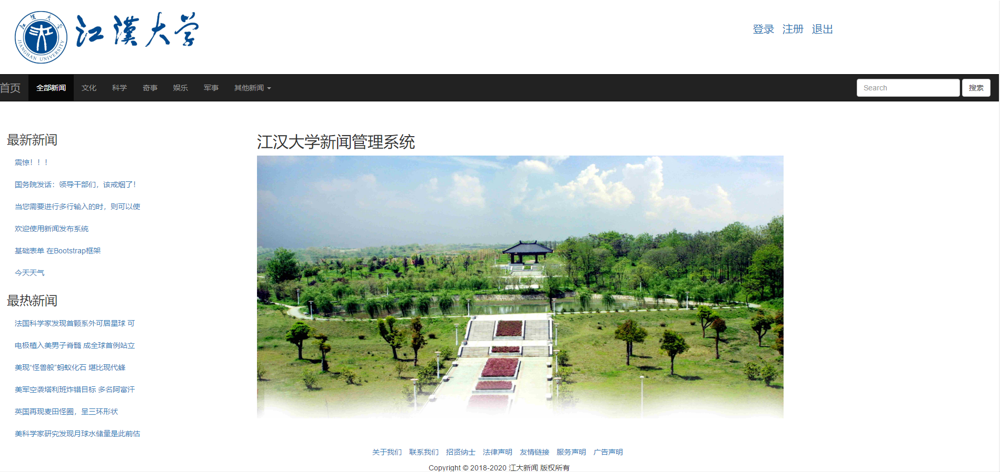 江漢大学
JIANGHAN UNIVERSITY
登录 注册 退出
首页 全部新闻 文化 科学 奇事 娱乐 军事 其他新闻
Search 搜索
最新新闻
震惊！！！
国务院发话：领导干部们，该戒烟了！
当您需要进行多行输入的时，则可以使
欢迎使用新闻发布系统
基础表单 在Bootstrap框架
今天天气
最热新闻
法国科学家发现首颗系外可居星球 可
电极植入美男子脊髓 成全球首例站立
美现“怪兽般”蚂蚁化石 堪比现代蜂
美军空袭塔利班炸错目标 多名阿富汗
英国再现麦田怪圈，呈三环形状
美科学家研究发现月球水储量是此前估
江汉大学新闻管理系统
关于我们 联系我们 招贤纳士 法律声明 友情链接 服务声明 广告声明
Copyright © 2018-2020 江大新闻 版权所有